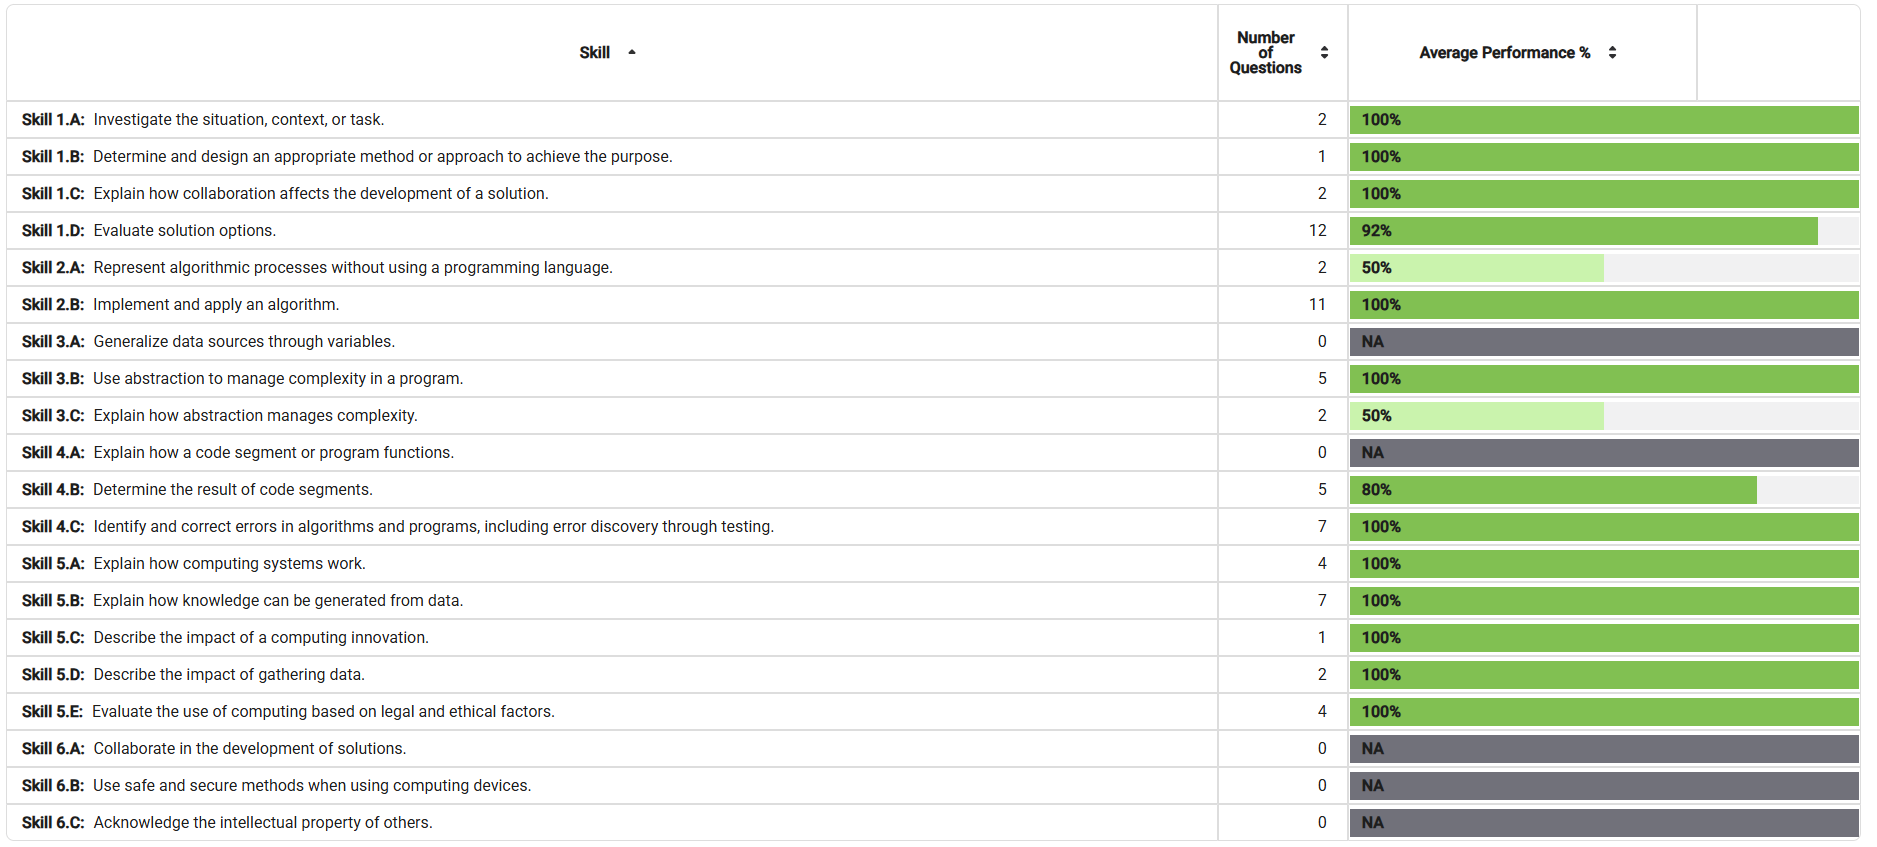 Skill
Number
of
Questions
Average Performance %
Skill 1.A: Investigate the situation, context, or task. 2 100%
Skill 1.B: Determine and design an appropriate method or approach to achieve the purpose. 1 100%
Skill 1.C: Explain how collaboration affects the development of a solution. 2 100%
Skill 1.D: Evaluate solution options. 12 92%
Skill 2.A: Represent algorithmic processes without using a programming language. 2 50%
Skill 2.B: Implement and apply an algorithm. 11 100%
Skill 3.A: Generalize data sources through variables. 0 NA
Skill 3.B: Use abstraction to manage complexity in a program. 5 100%
Skill 3.C: Explain how abstraction manages complexity. 2 50%
Skill 4.A: Explain how a code segment or program functions. 0 NA
Skill 4.B: Determine the result of code segments. 5 80%
Skill 4.C: Identify and correct errors in algorithms and programs, including error discovery through testing. 7 100%
Skill 5.A: Explain how computing systems work. 4 100%
Skill 5.B: Explain how knowledge can be generated from data. 7 100%
Skill 5.C: Describe the impact of a computing innovation. 1 100%
Skill 5.D: Describe the impact of gathering data. 2 100%
Skill 5.E: Evaluate the use of computing based on legal and ethical factors. 4 100%
Skill 6.A: Collaborate in the development of solutions. 0 NA
Skill 6.B: Use safe and secure methods when using computing devices. 0 NA
Skill 6.C: Acknowledge the intellectual property of others. 0 NA